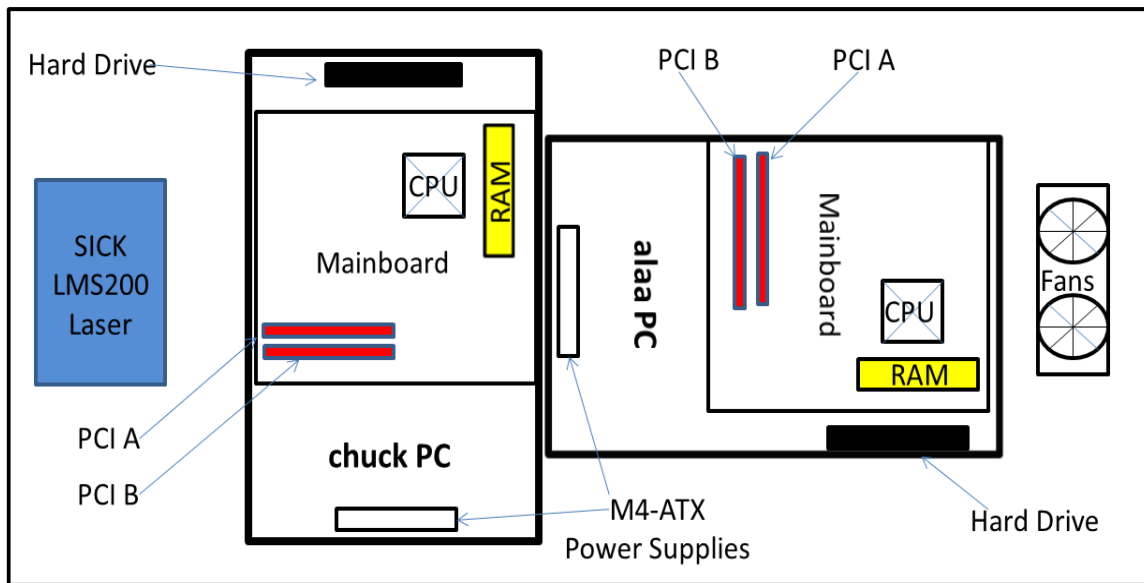 Hard Drive
PCI B
PCI A
CPU
RAM
Mainboard
SICK
LMS200
Laser
alaa PC
Mainboard
CPU
RAM
Fans
PCI A
PCI B
chuck PC
M4-ATX
Power Supplies
Hard Drive